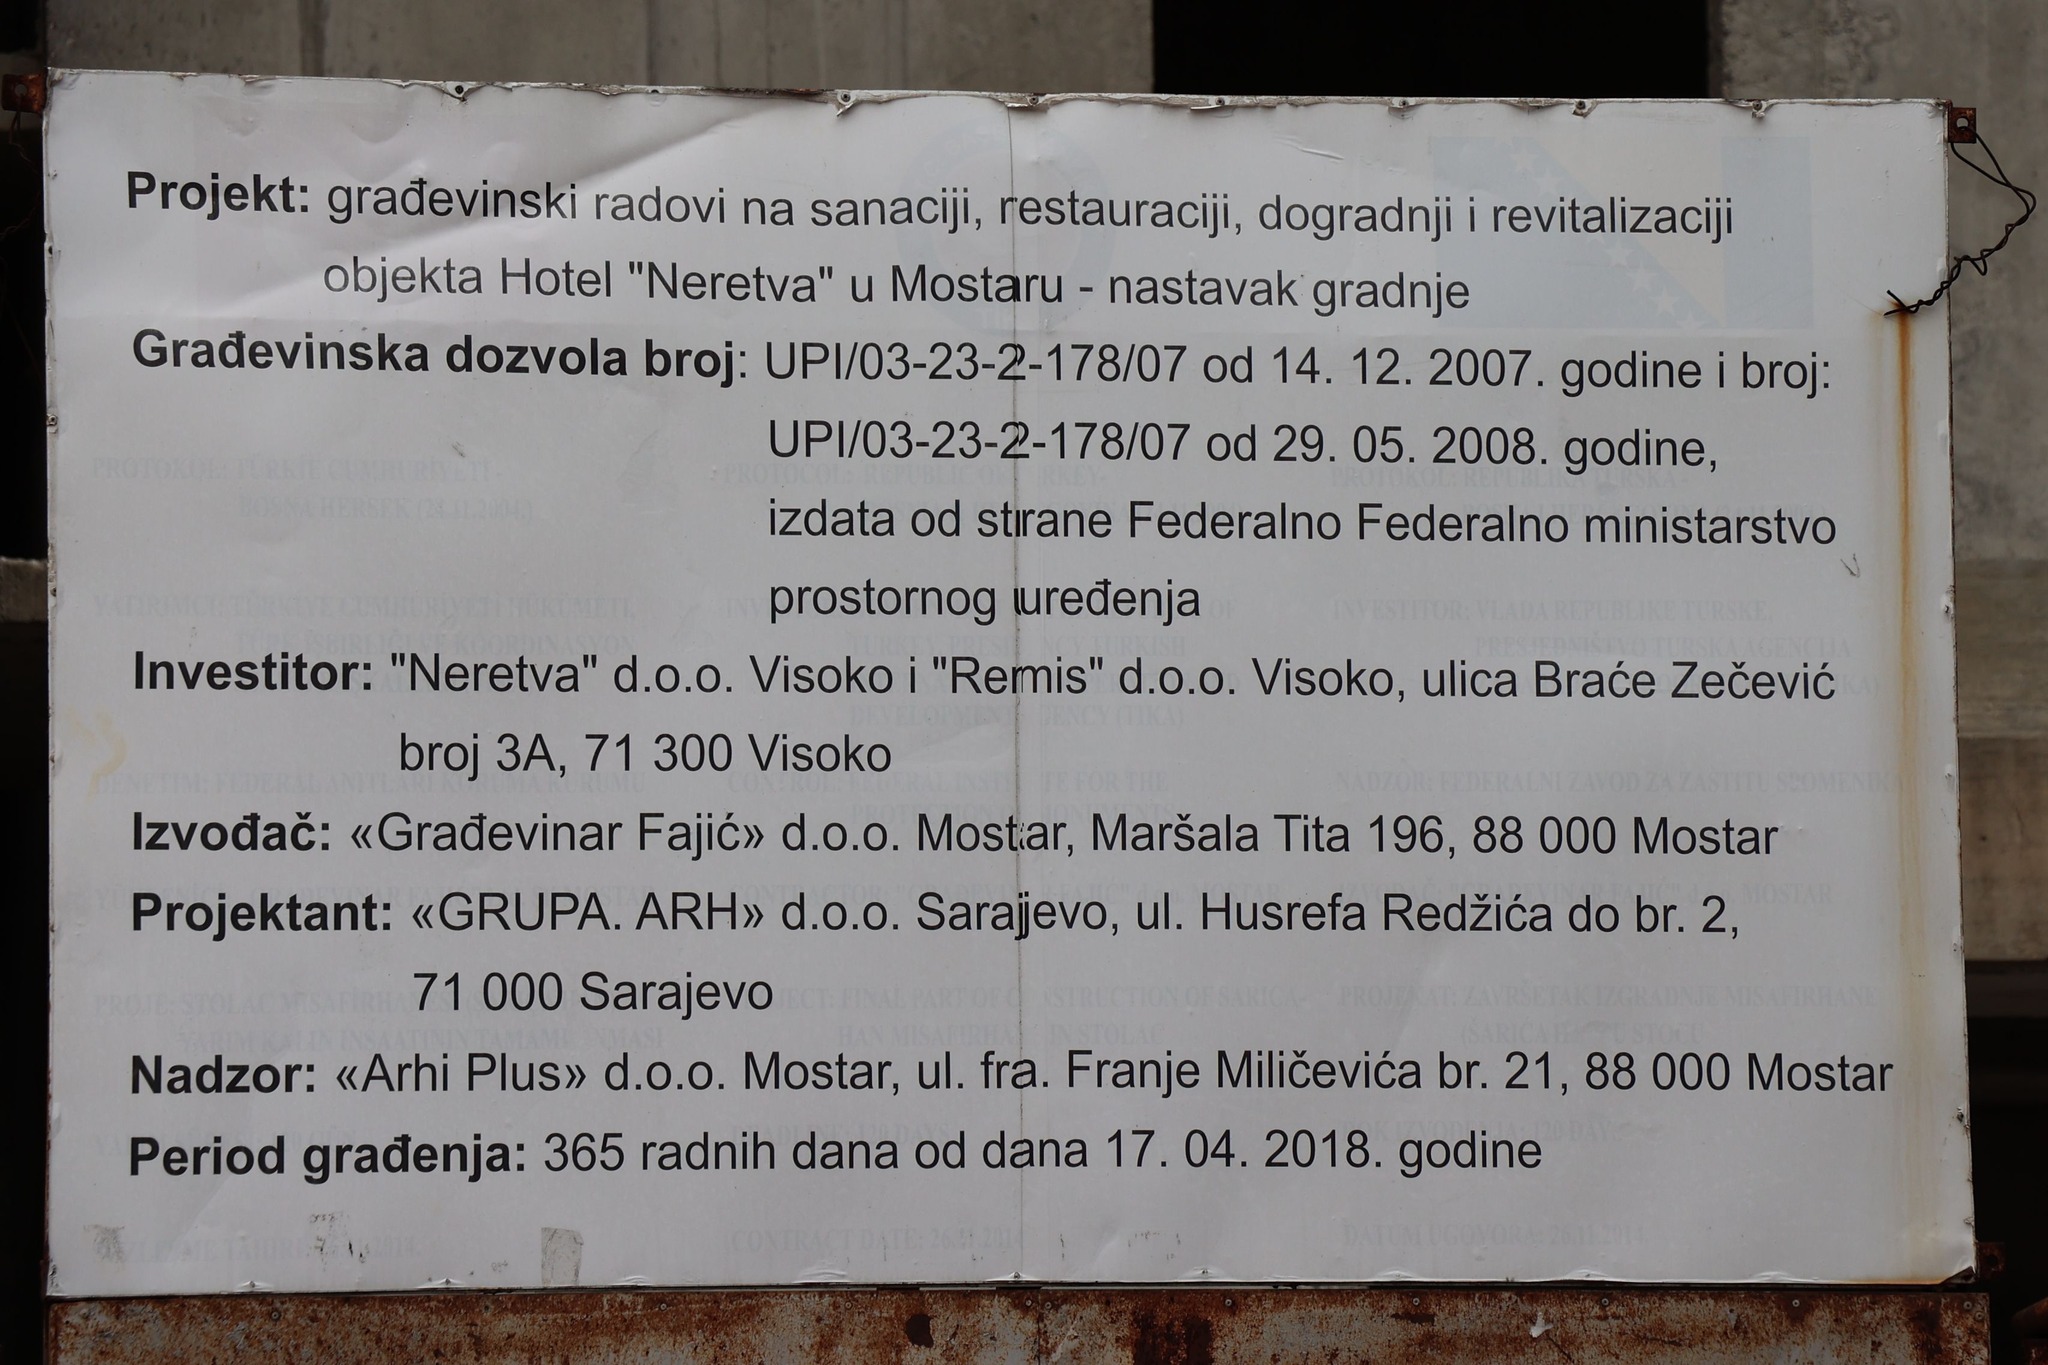 Projekt: građevinski radovi na sanaciji, restauraciji, dogradnji i revitalizaciji
objekta Hotel "Neretva" u Mostaru - nastavak gradnje
Građevinska dozvola broj: UPI/03-23-2-178/07 od 14. 12. 2007. godine i broj:
UPI/03-23-2-178/07 od 29. 05. 2008. godine,
izdata od strane Federalno Federalno ministarstvo
prostornog uređenja
Investitor: "Neretva" d.o.o. Visoko i "Remis" d.o.o. Visoko, ulica Braće Zečević
broj 3A, 71 300 Visoko
Izvođač: «Građevinar Fajić» d.o.o. Mostar, Maršala Tita 196, 88 000 Mostar
Projektant: «GRUPA. ARH» d.o.o. Sarajevo, ul. Husrefa Redžića do br. 2,
71 000 Sarajevo
Nadzor: «Arhi Plus» d.o.o. Mostar, ul. fra. Franje Miličevića br. 21, 88 000 Mostar
Period građenja: 365 radnih dana od dana 17. 04. 2018. godine